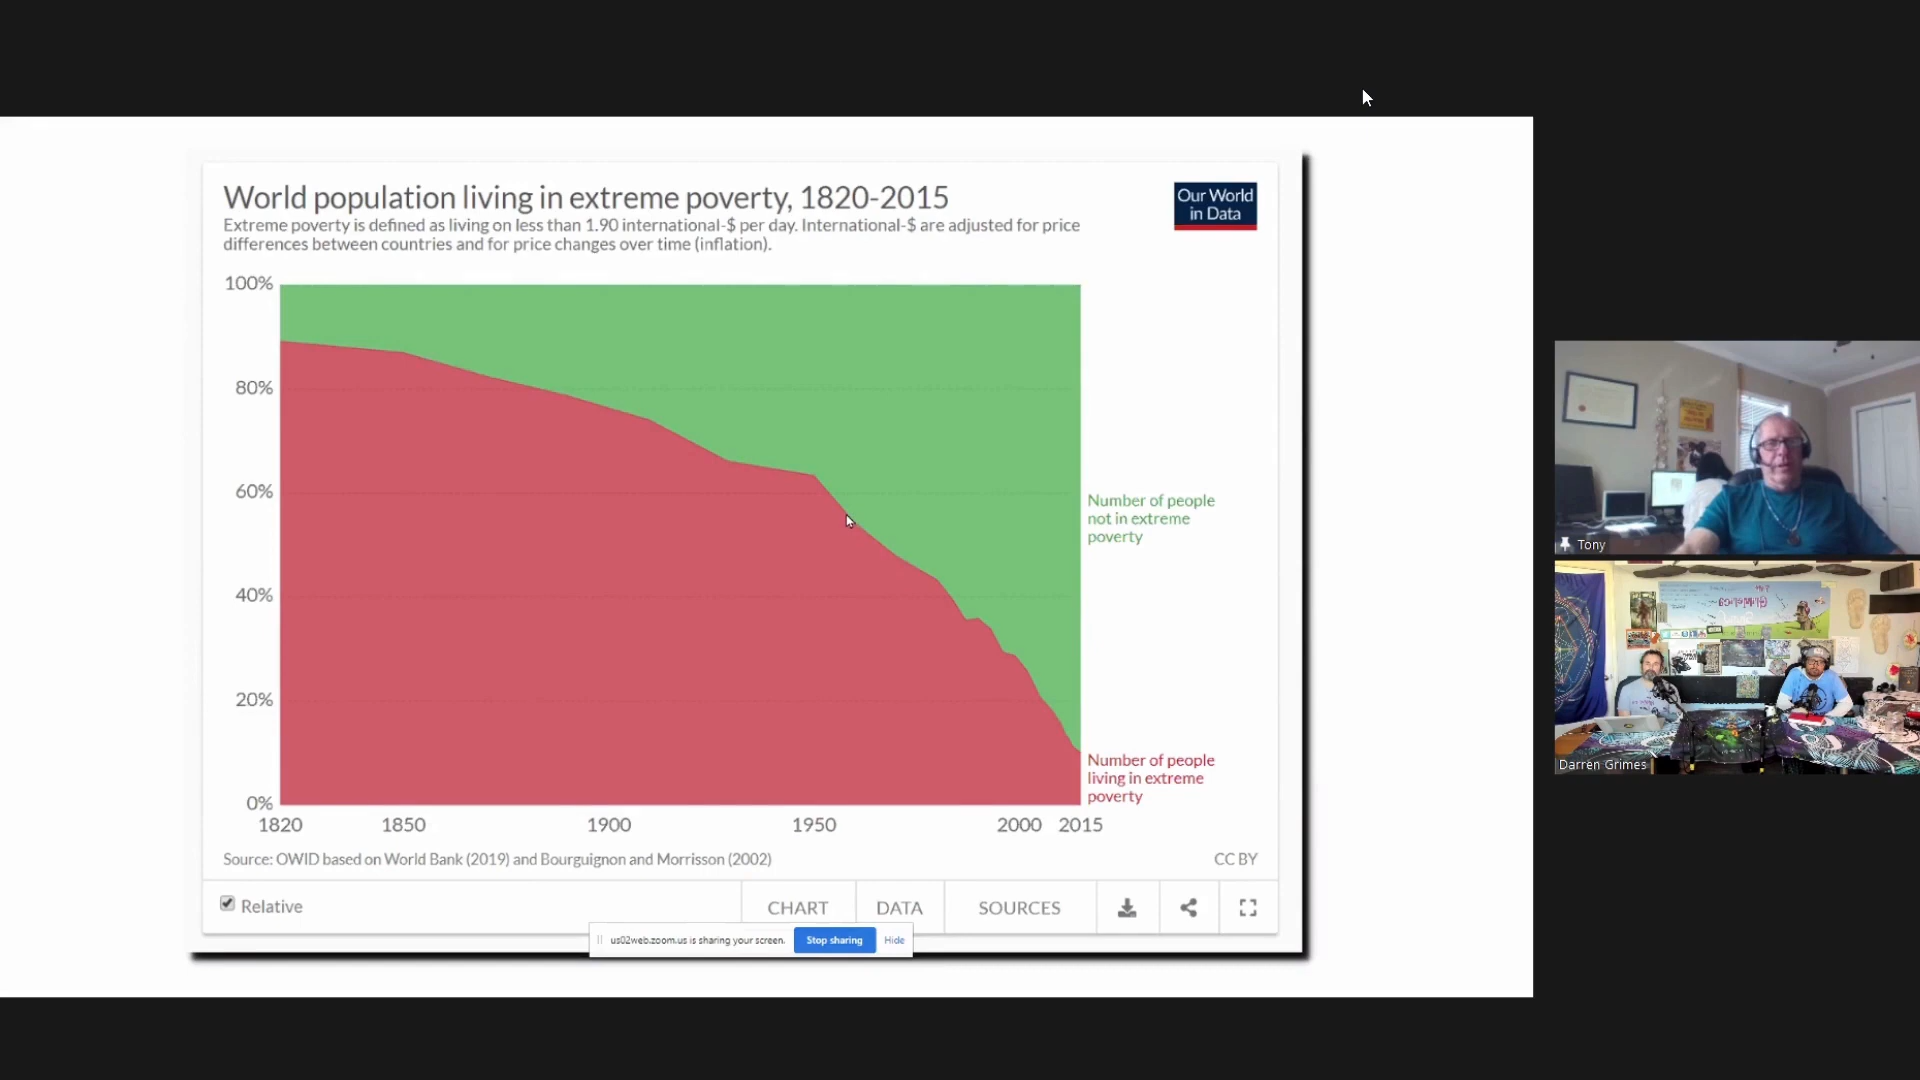 World population living in extreme poverty, 1820-2015
Extreme poverty is defined as living on less than 1.90 international-$ per day. International-$ are adjusted for price
differences between countries and for price changes over time (inflation).
Our World
in Data
100%
80%
60%
40%
20%
0%
1820
1850
1900
1950
2000
2015
Number of people
not in extreme
poverty
Number of people
living in extreme
poverty
Source: OWID based on World Bank (2019) and Bourguignon and Morrisson (2002)
CC BY
Relative
CHART
DATA
SOURCES
us02web.zoom.us is sharing your screen.
Stop sharing
Hide
Tony
Darren Grimes